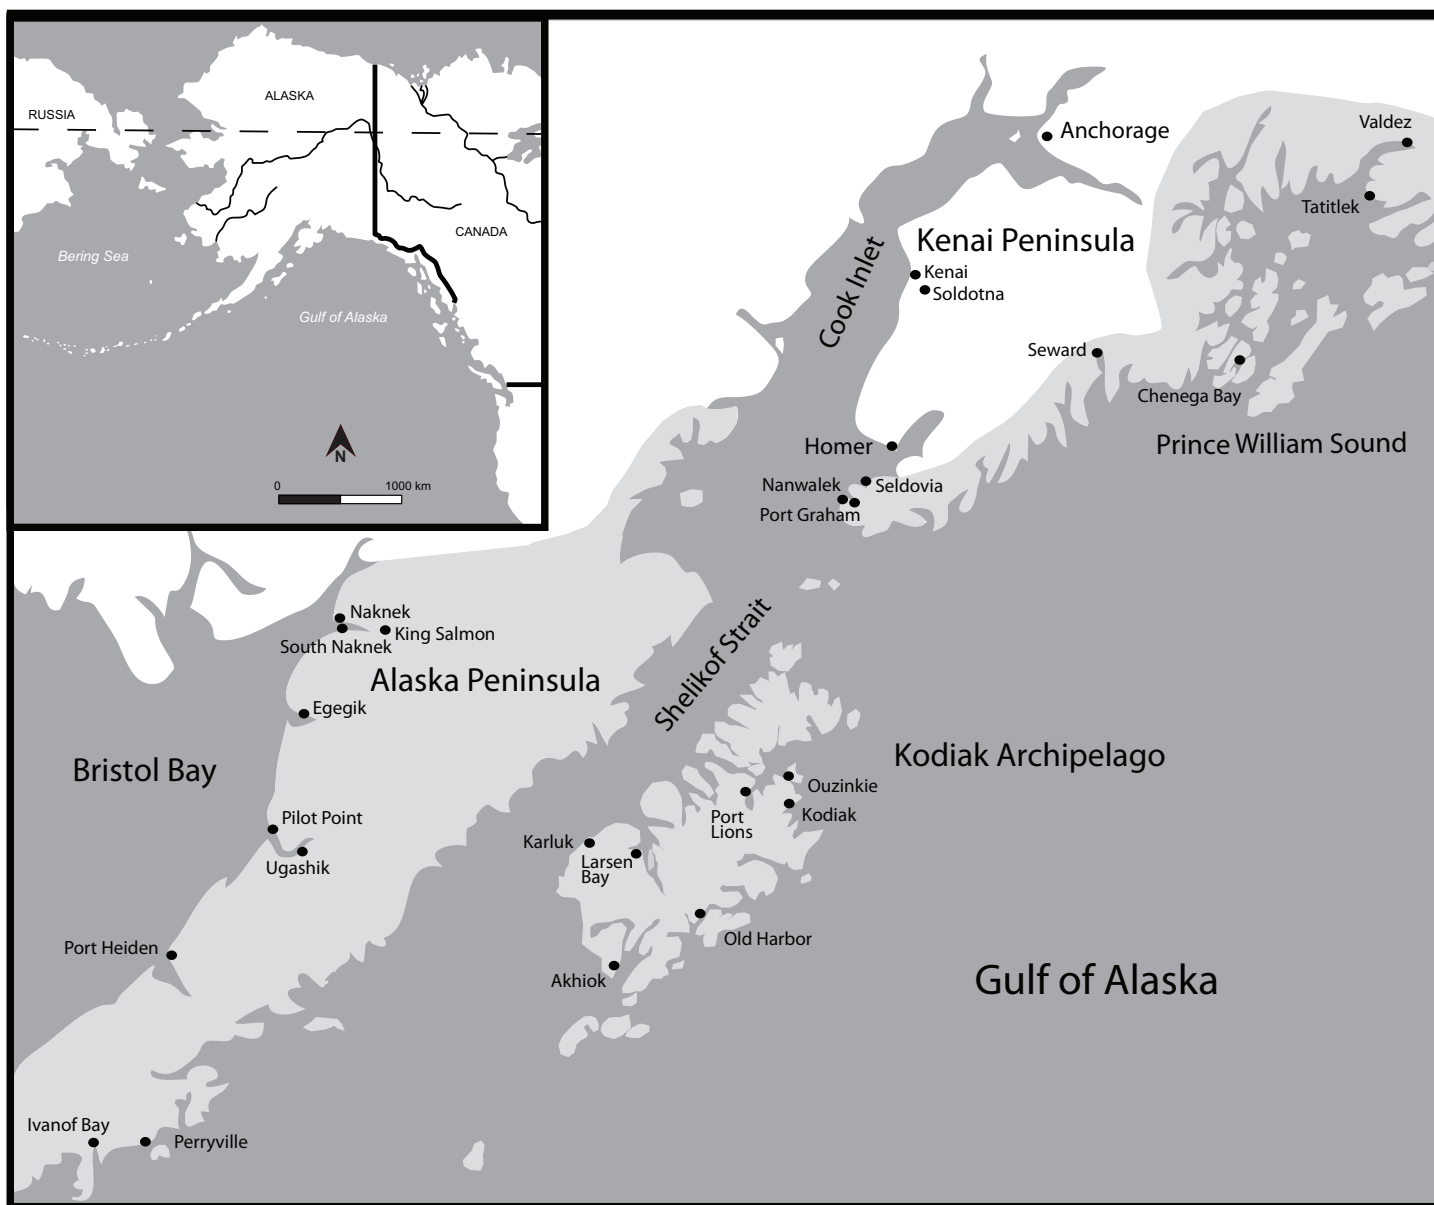 ALASKA
RUSSIA
CANADA
Bering Sea
Gulf of Alaska
N
0 1000 km
Anchorage
Valdez
Tatitlek
Kenai Peninsula
Cook Inlet
Kenai
Soldotna
Seward
Chenega Bay
Prince William Sound
Homer
Nanwalek
Seldovia
Port Graham
Naknek
South Naknek
King Salmon
Alaska Peninsula
Shelikof Strait
Egegik
Bristol Bay
Kodiak Archipelago
Ouzinkie
Kodiak
Port
Lions
Pilot Point
Ugashik
Karluk
Larsen
Bay
Old Harbor
Port Heiden
Akhiok
Gulf of Alaska
Ivanof Bay
Perryville